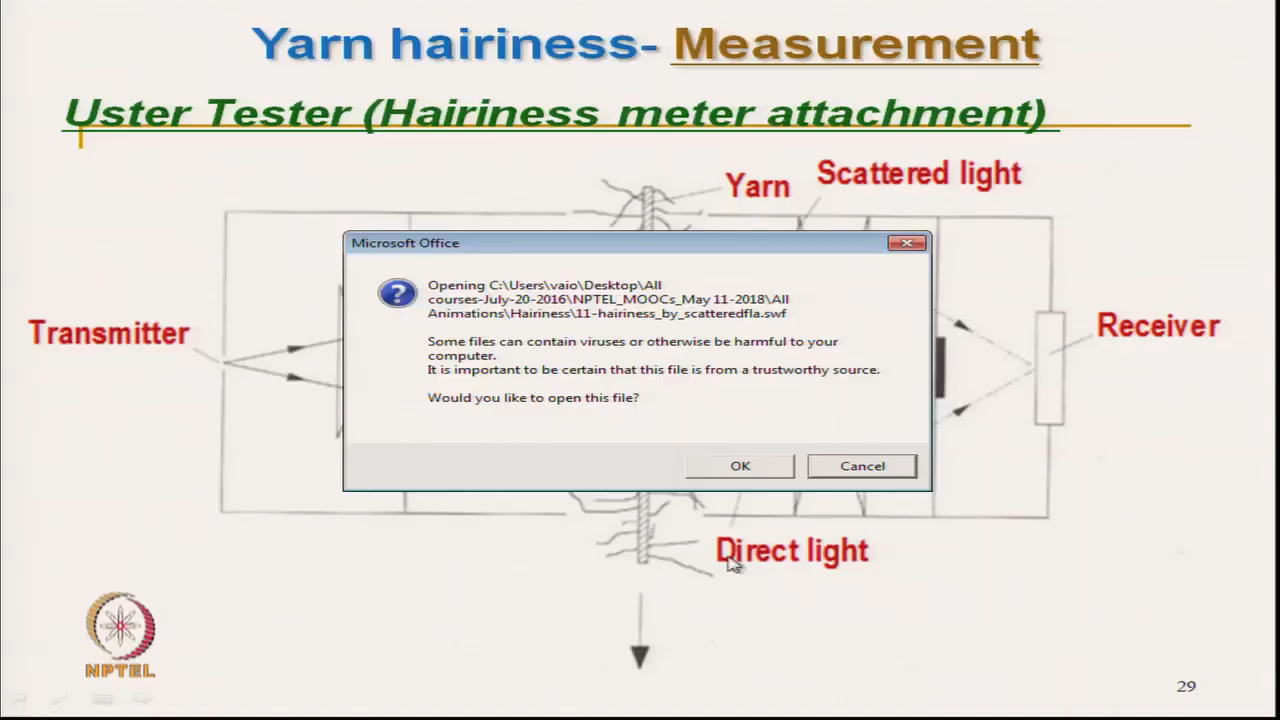 Yarn hairiness- Measurement
Uster Tester (Hairiness meter attachment)
Yarn
Scattered light
Microsoft Office
Opening C:\Users\vaio\Desktop\All
courses-July-20-2016\NPTEL_MOOCs_May 11-2018\All
Animations\Hairiness\11-hairiness_by_scatteredfla.swf
Some files can contain viruses or otherwise be harmful to your
computer.
It is important to be certain that this file is from a trustworthy source.
Would you like to open this file?
OK
Cancel
Transmitter
Receiver
Direct light
NPTEL
29